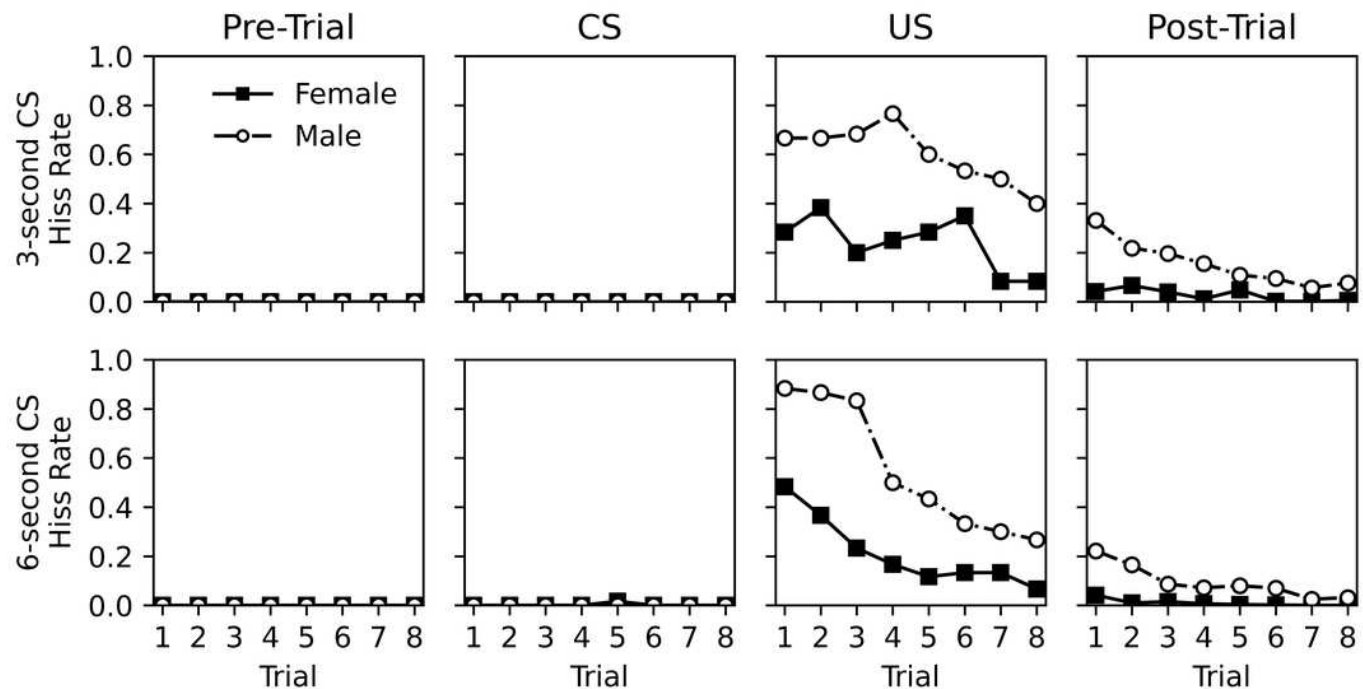 Pre-Trial CS US Post-Trial
3-second CS
Hiss Rate
1.0
0.8
0.6
0.4
0.2
0.0
Female
Male
6-second CS
Hiss Rate
1.0
0.8
0.6
0.4
0.2
0.0
1 2 3 4 5 6 7 8 1 2 3 4 5 6 7 8 1 2 3 4 5 6 7 8 1 2 3 4 5 6 7 8
Trial Trial Trial Trial